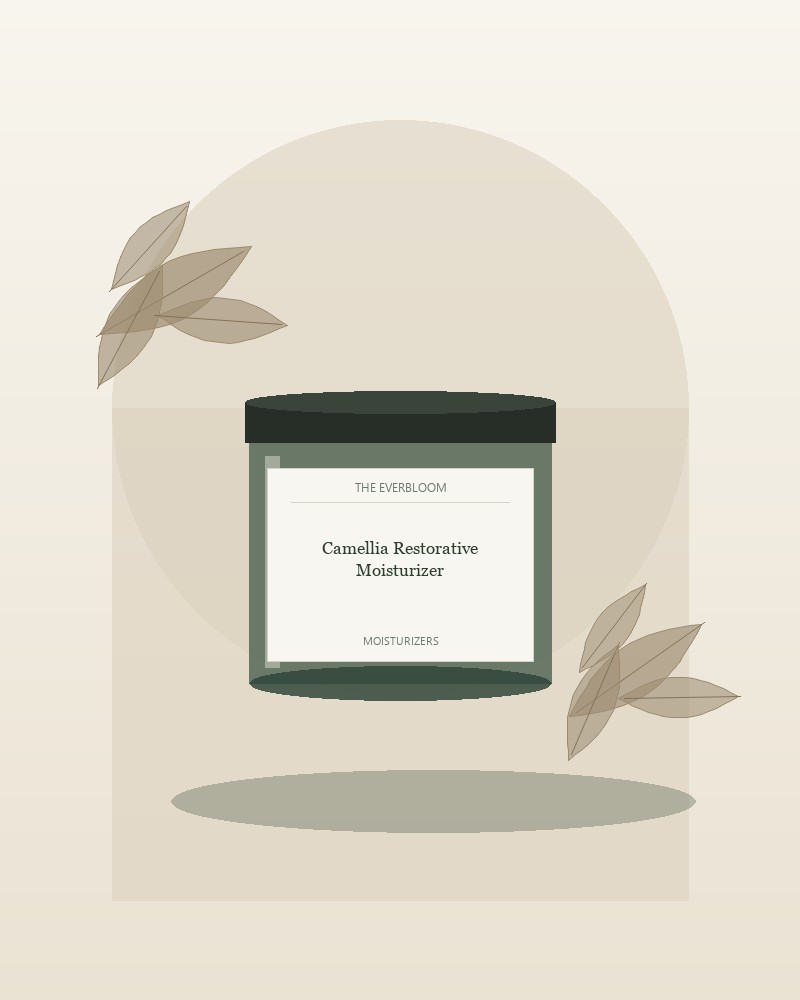 THE EVERBLOOM
Camellia Restorative
Moisturizer
MOISTURIZERS